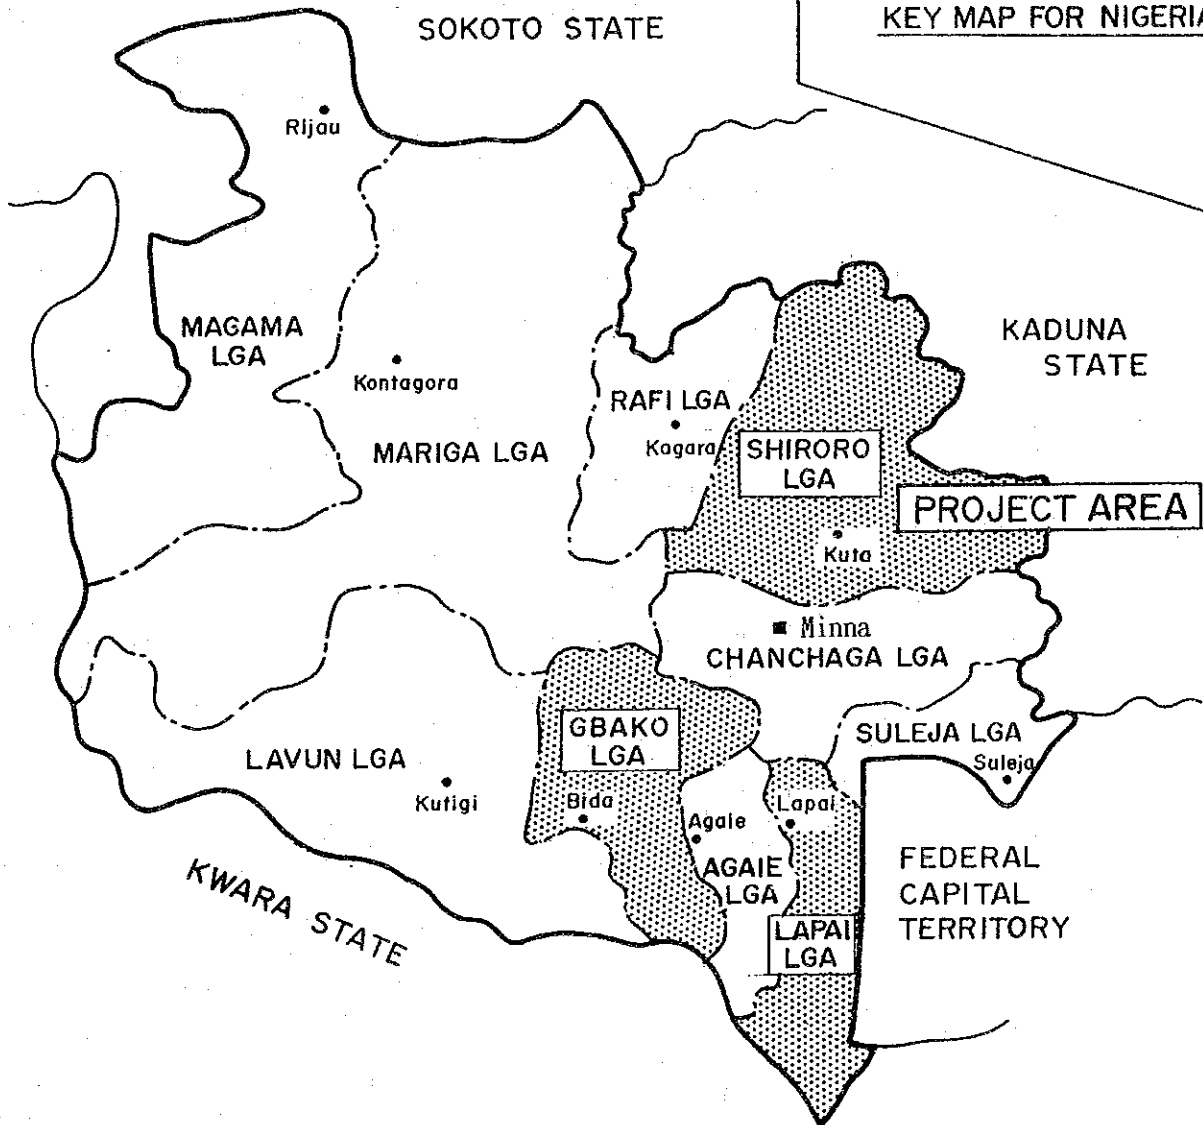 SOKOTO STATE
KEY MAP FOR NIGERIA
Rijau
MAGAMA
LGA
Kontagora
MARIGA LGA
RAFI LGA
Kagara
SHIRORO
LGA
KADUNA
STATE
PROJECT AREA
Kuta
Minna
CHANCHAGA LGA
GBAKO
LGA
SULEJA LGA
Suleja
LAVUN LGA
Kutigi
Bida
Agaie
Lapai
AGAIE
LGA
LAPAI
LGA
FEDERAL
CAPITAL
TERRITORY
KWARA STATE